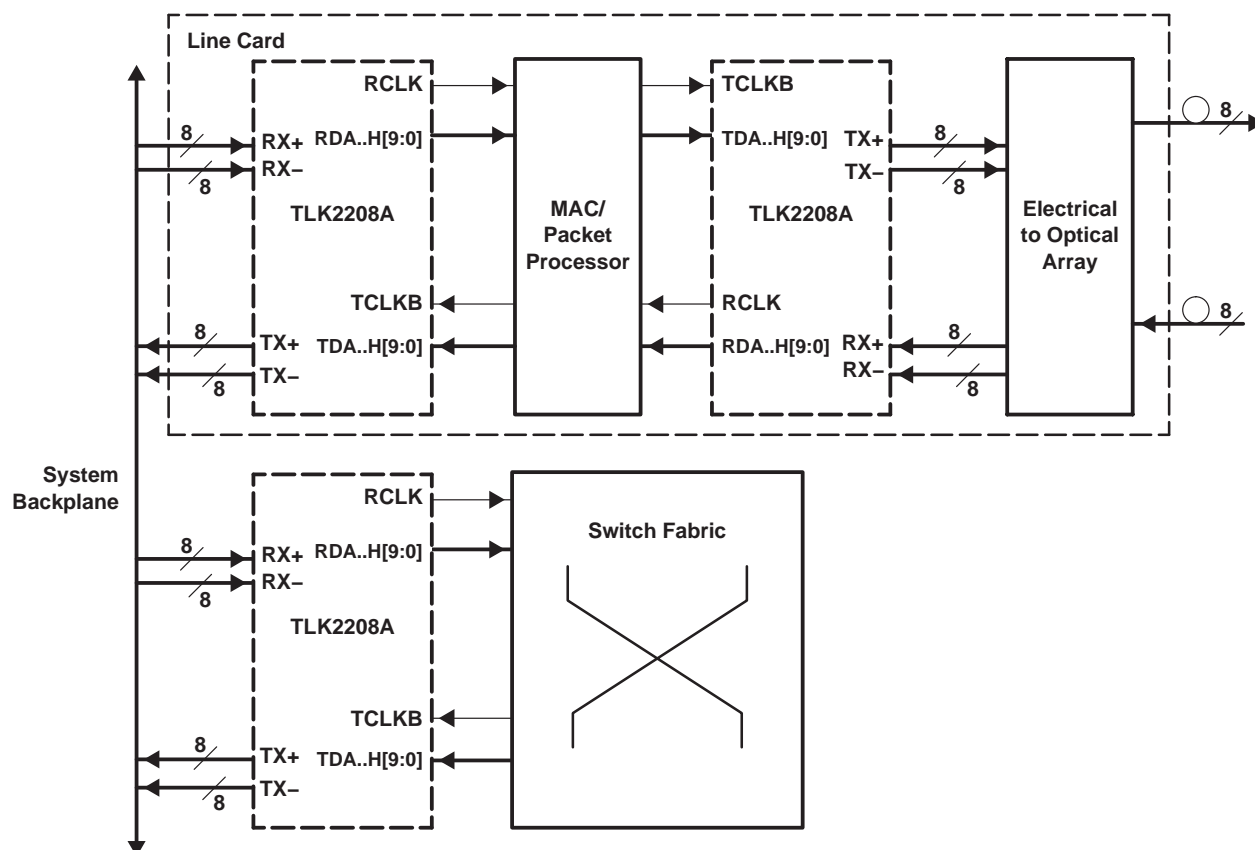 Line Card
RCLK
TCLKB
8
RX+
RDA..H[9:0]
TDA..H[9:0]
TX+
8
8
RX–
8
TX–
8
TLK2208A
MAC/
Packet
Processor
TLK2208A
Electrical
to Optical
Array
TCLKB
RCLK
8
8
TX+
TDA..H[9:0]
RDA..H[9:0]
RX+
8
TX–
8
RX–
8
System
Backplane
RCLK
Switch Fabric
8
RX+
RDA..H[9:0]
RX–
8
TLK2208A
TCLKB
8
TX+
TDA..H[9:0]
TX–
8